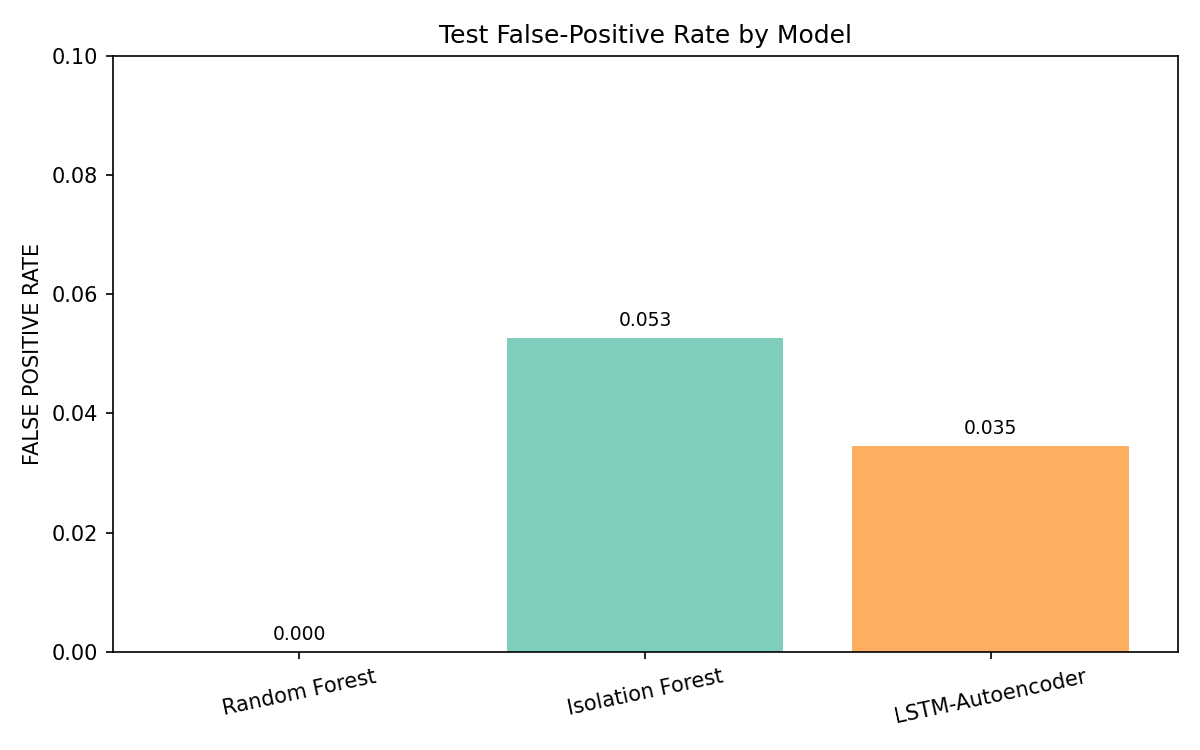 Test False-Positive Rate by Model
FALSE POSITIVE RATE
0.10
0.08
0.06
0.04
0.02
0.00
0.000
0.053
0.035
Random Forest
Isolation Forest
LSTM-Autoencoder